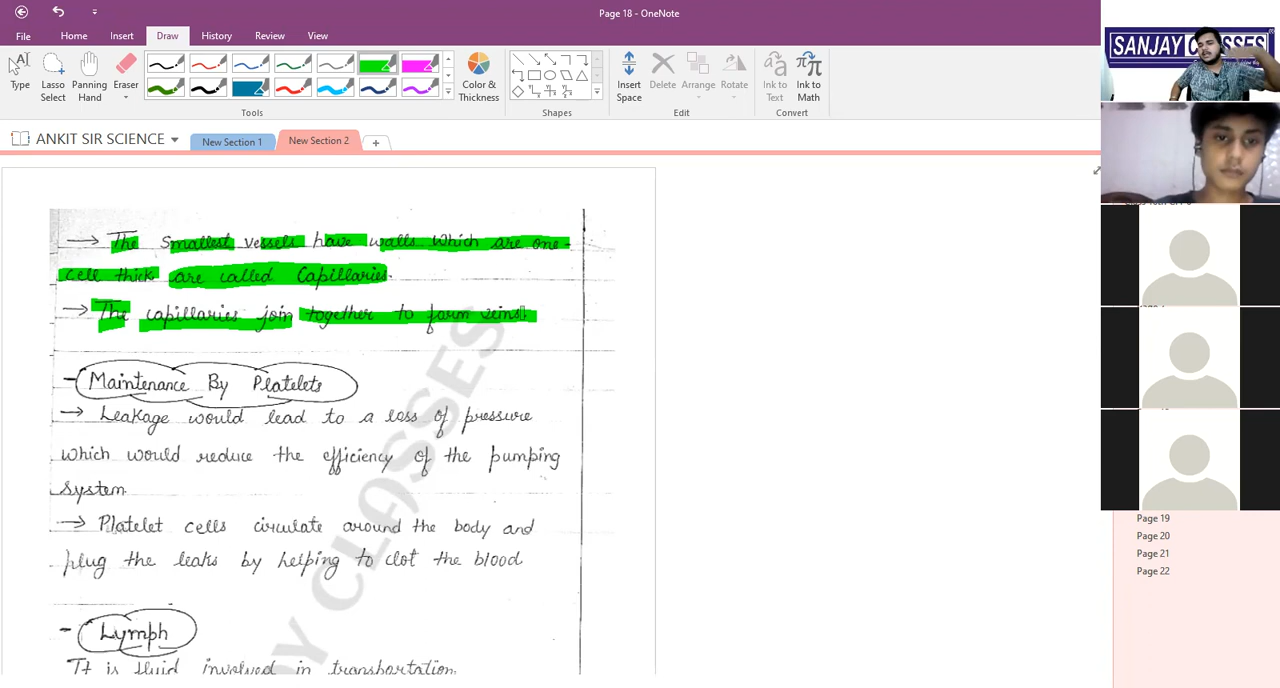 Page 18 - OneNote
File Home Insert Draw History Review View
Type Lasso Select Panning Hand Eraser Color & Thickness Insert Space Delete Arrange Rotate Ink to Text Ink to Math
Tools Shapes Edit Convert
ANKIT SIR SCIENCE New Section 1 New Section 2 +
SANJAY CLASSES
→ The smallest vessels have walls which are one-
cell thick are called Capillaries.
→ The capillaries join together to form veins.
- Maintenance By Platelets
→ Leakage would lead to a loss of pressure
which would reduce the efficiency of the pumping
system
→ Platelet cells circulate around the body and
plug the leaks by helping to clot the blood
- Lymph
It is fluid involved in transportation.
CLASSES
Page 19
Page 20
Page 21
Page 22